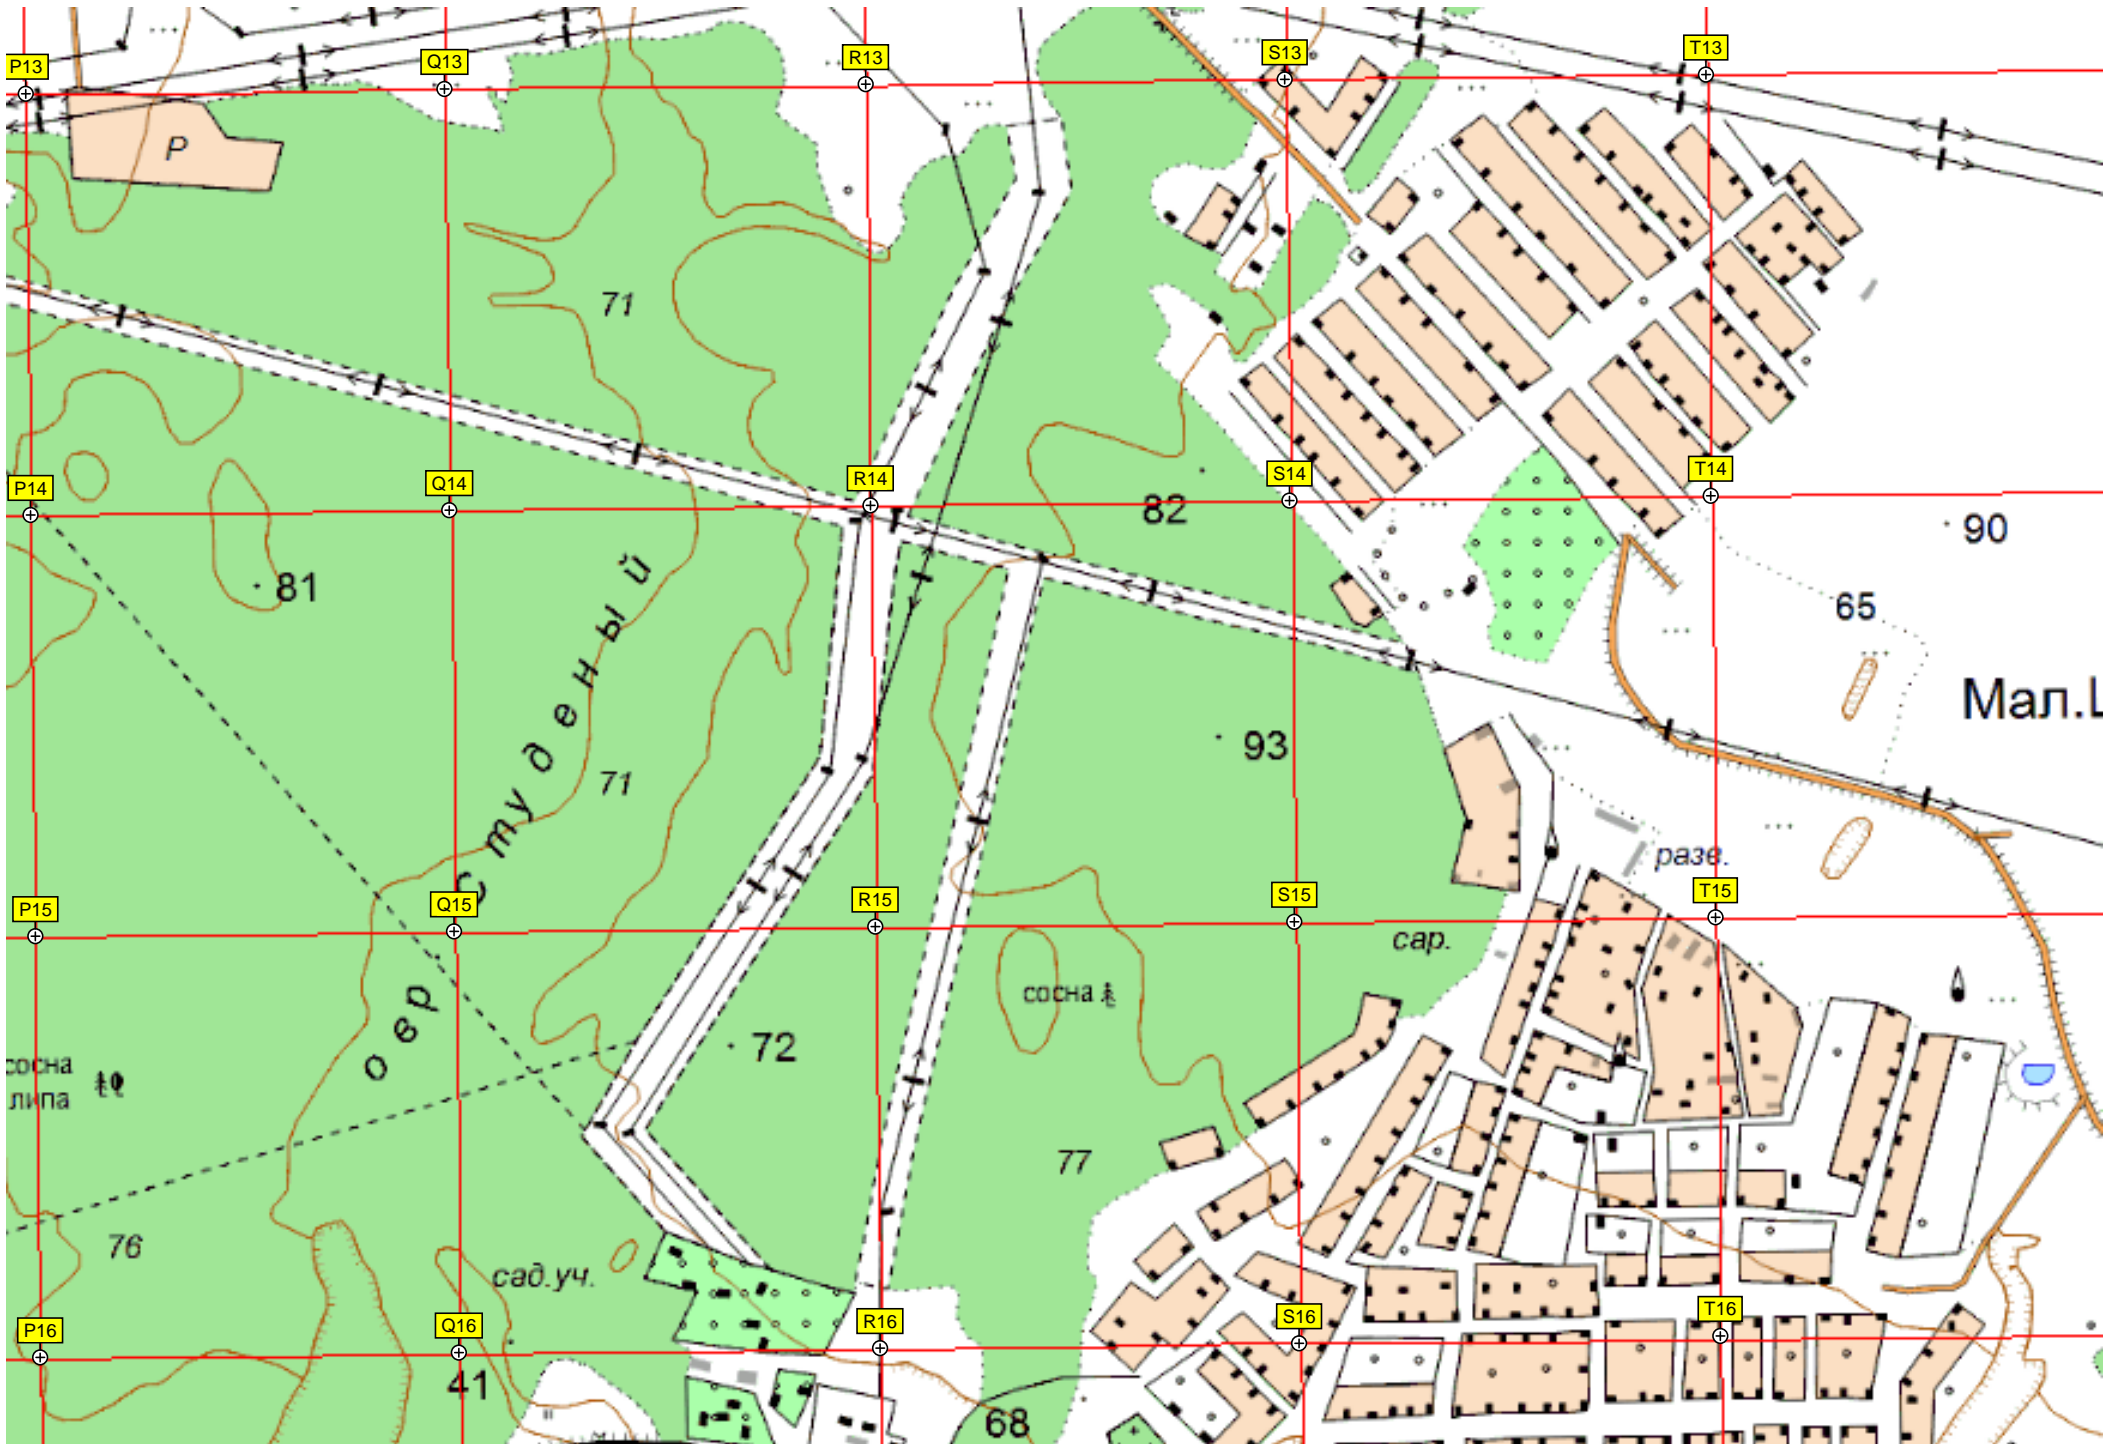 P13
Q13
R13
S13
T13
P
71
P14
Q14
R14
S14
T14
82
90
81
65
овр Студеный
93
Мал.
71
разв.
P15
Q15
R15
S15
T15
сар.
сосна
72
сосна
липа
77
76
сад.уч.
P16
Q16
R16
S16
T16
41
68